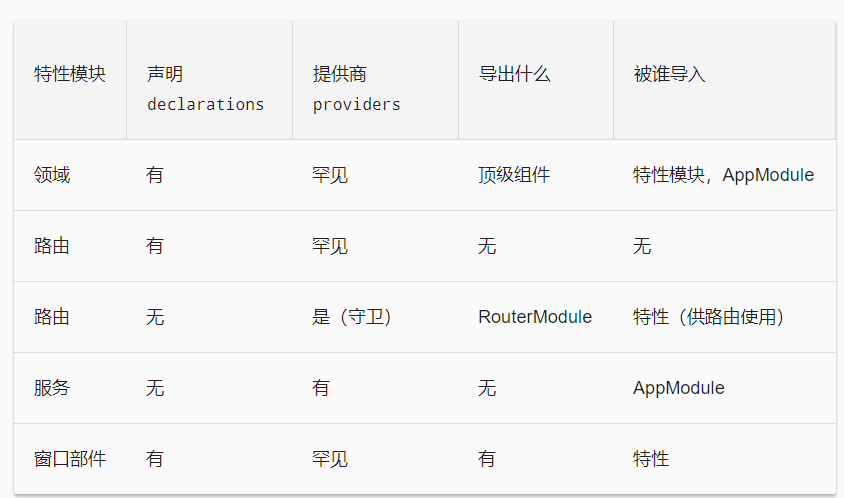 特性模块 声明 提供商 导出什么 被谁导入
declarations providers
领域 有 罕见 顶级组件 特性模块，AppModule
路由 有 罕见 无 无
路由 无 是（守卫） RouterModule 特性（供路由使用）
服务 无 有 无 AppModule
窗口部件 有 罕见 有 特性